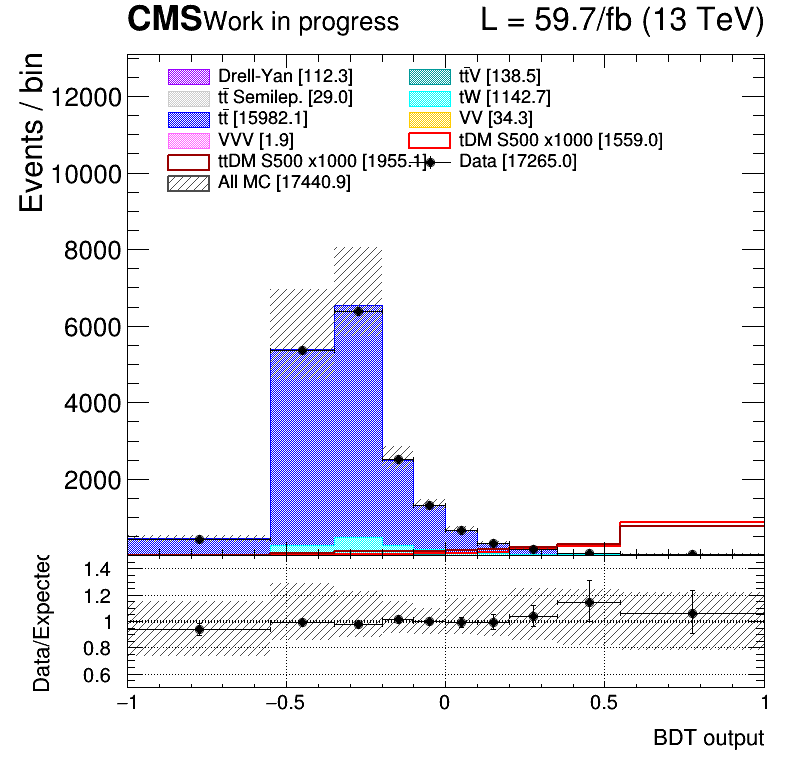 CMS Work in progress L = 59.7/fb (13 TeV)
Events / bin
Drell-Yan [112.3]
tt̄V [138.5]
tt̄ Semilep. [29.0]
tW [1142.7]
tt̄ [15982.1]
VV [34.3]
VVV [1.9]
tDM S500 x1000 [1559.0]
ttDM S500 x1000 [1955.1]
Data [17265.0]
All MC [17440.9]
12000
10000
8000
6000
4000
2000
Data/Expected
1.4
1.2
1
0.8
0.6
−1 −0.5 0 0.5 1
BDT output